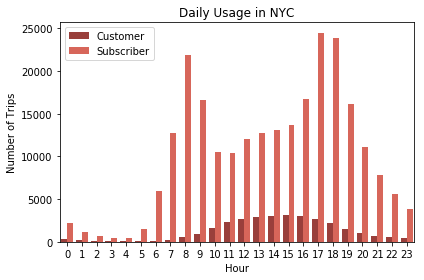 Daily Usage in NYC
Customer
Subscriber
Number of Trips
25000
20000
15000
10000
5000
0
0 1 2 3 4 5 6 7 8 9 10 11 12 13 14 15 16 17 18 19 20 21 22 23
Hour